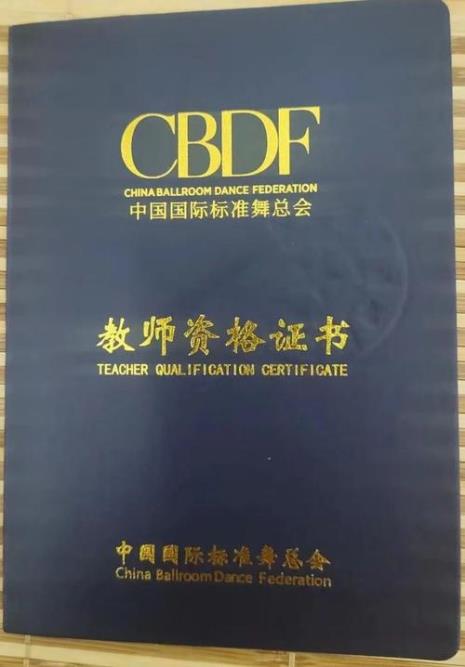 CBDF
CHINA BALLROOM DANCE FEDERATION
中国国际标准舞总会
教师资格证书
TEACHER QUALIFICATION CERTIFICATE
中国国际标准舞总会
China Ballroom Dance Federation